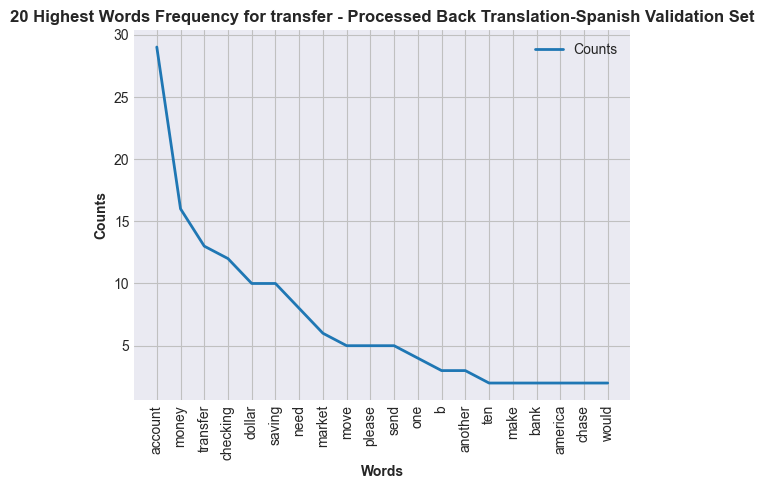 20 Highest Words Frequency for transfer - Processed Back Translation-Spanish Validation Set
Counts
30
25
20
15
10
5
Counts
account
money
transfer
checking
dollar
saving
need
market
move
please
send
one
b
another
ten
make
bank
america
chase
would
Words